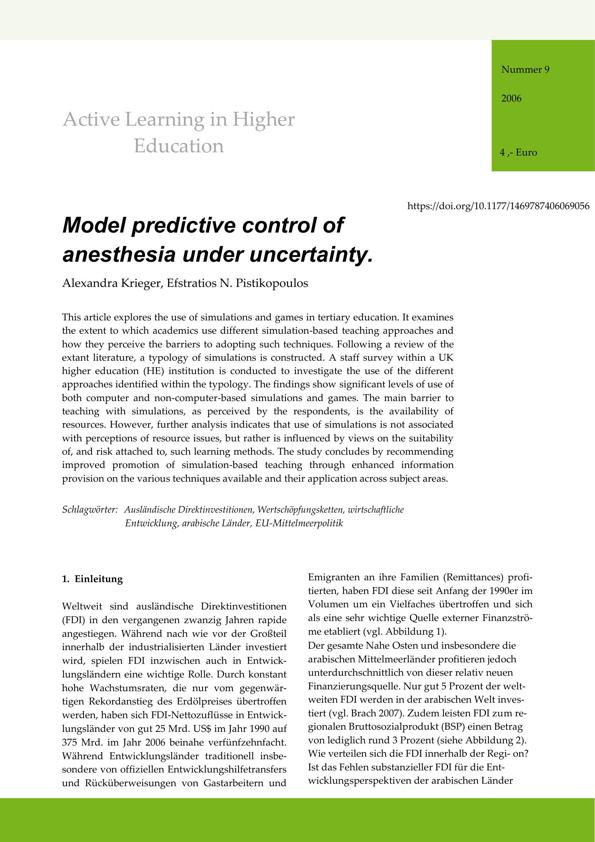 Nummer 9
2006
4 ,- Euro
Active Learning in Higher
Education
https://doi.org/10.1177/1469787406069056
Model predictive control of
anesthesia under uncertainty.
Alexandra Krieger, Efstratios N. Pistikopoulos
This article explores the use of simulations and games in tertiary education. It examines
the extent to which academics use different simulation-based teaching approaches and
how they perceive the barriers to adopting such techniques. Following a review of the
extant literature, a typology of simulations is constructed. A staff survey within a UK
higher education (HE) institution is conducted to investigate the use of the different
approaches identified within the typology. The findings show significant levels of use of
both computer and non-computer-based simulations and games. The main barrier to
teaching with simulations, as perceived by the respondents, is the availability of
resources. However, further analysis indicates that use of simulations is not associated
with perceptions of resource issues, but rather is influenced by views on the suitability
of, and risk attached to, such learning methods. The study concludes by recommending
improved promotion of simulation-based teaching through enhanced information
provision on the various techniques available and their application across subject areas.
Schlagwörter: Ausländische Direktinvestitionen, Wertschöpfungsketten, wirtschaftliche
Entwicklung, arabische Länder, EU-Mittelmeerpolitik
1. Einleitung
Weltweit sind ausländische Direktinvestitionen
(FDI) in den vergangenen zwanzig Jahren rapide
angestiegen. Während nach wie vor der Großteil
innerhalb der industrialisierten Länder investiert
wird, spielen FDI inzwischen auch in Entwick-
lungsländern eine wichtige Rolle. Durch konstant
hohe Wachstumsraten, die nur vom gegenwär-
tigen Rekordanstieg des Erdölpreises übertroffen
werden, haben sich FDI-Nettozuflüsse in Entwick-
lungsländer von gut 25 Mrd. US$ im Jahr 1990 auf
375 Mrd. im Jahr 2006 beinahe verfünfzehnfacht.
Während Entwicklungsländer traditionell insbe-
sondere von offiziellen Entwicklungshilfetransfers
und Rücküberweisungen von Gastarbeitern und
Emigranten an ihre Familien (Remittances) profi-
tierten, haben FDI diese seit Anfang der 1990er im
Volumen um ein Vielfaches übertroffen und sich
als eine sehr wichtige Quelle externer Finanzströ-
me etabliert (vgl. Abbildung 1).
Der gesamte Nahe Osten und insbesondere die
arabischen Mittelmeerländer profitieren jedoch
unterdurchschnittlich von dieser relativ neuen
Finanzierungsquelle. Nur gut 5 Prozent der welt-
weiten FDI werden in der arabischen Welt inves-
tiert (vgl. Brach 2007). Zudem leisten FDI zum re-
gionalen Bruttosozialprodukt (BSP) einen Betrag
von lediglich rund 3 Prozent (siehe Abbildung 2).
Wie verteilen sich die FDI innerhalb der Regi- on?
Ist das Fehlen substanzieller FDI für die Ent-
wicklungsperspektiven der arabischen Länder